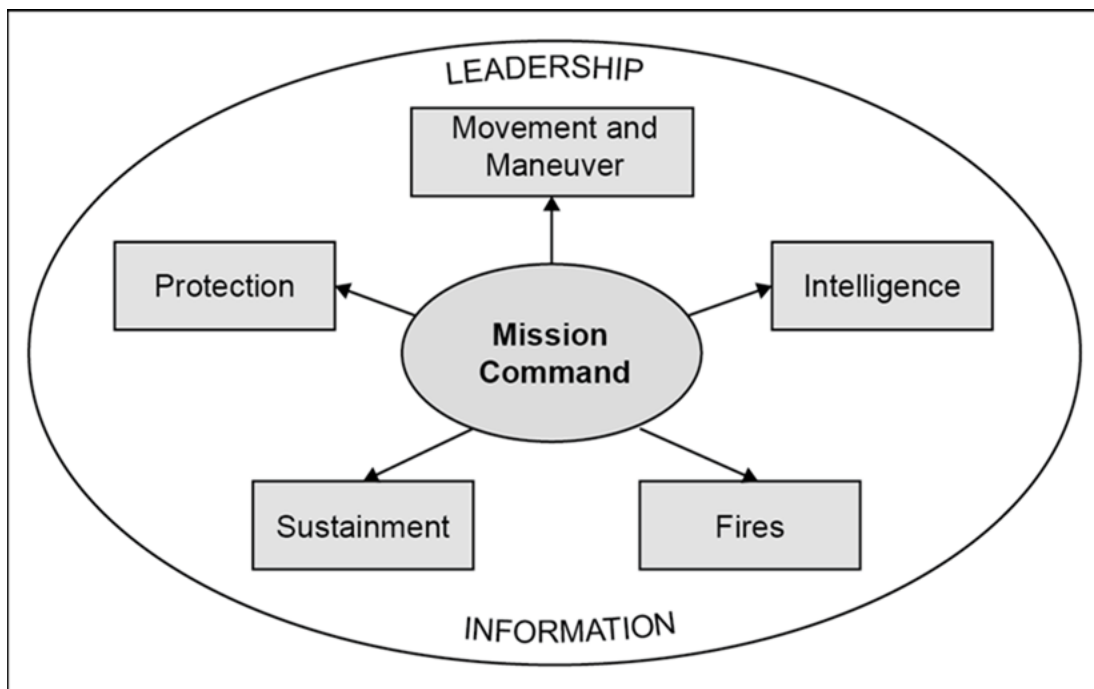 LEADERSHIP
Movement and
Maneuver
Protection
Intelligence
Mission
Command
Sustainment
Fires
INFORMATION